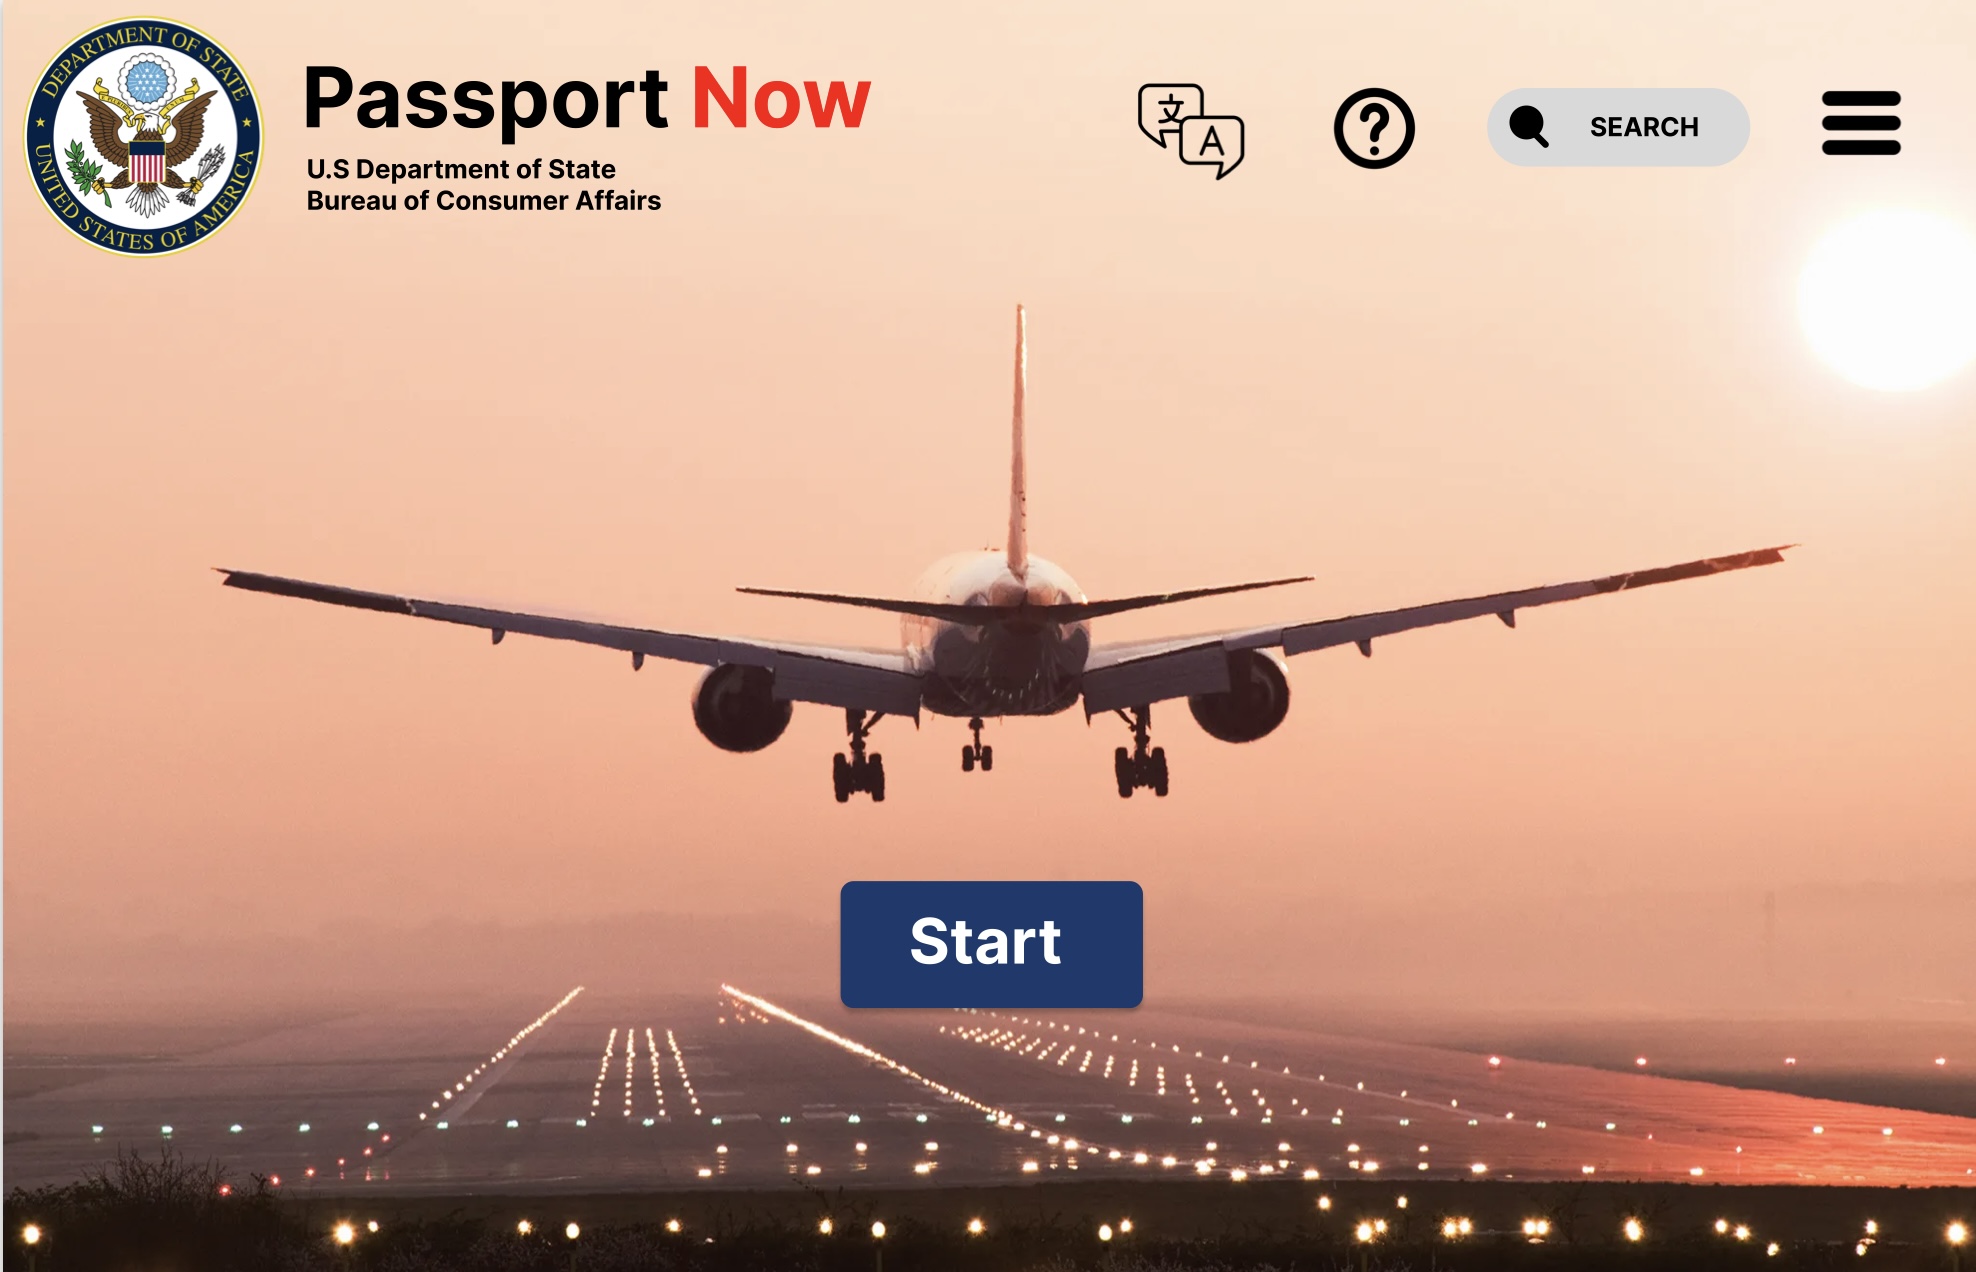 DEPARTMENT OF STATE
UNITED STATES OF AMERICA
Passport Now
U.S Department of State
Bureau of Consumer Affairs
文
A
?
SEARCH
Start